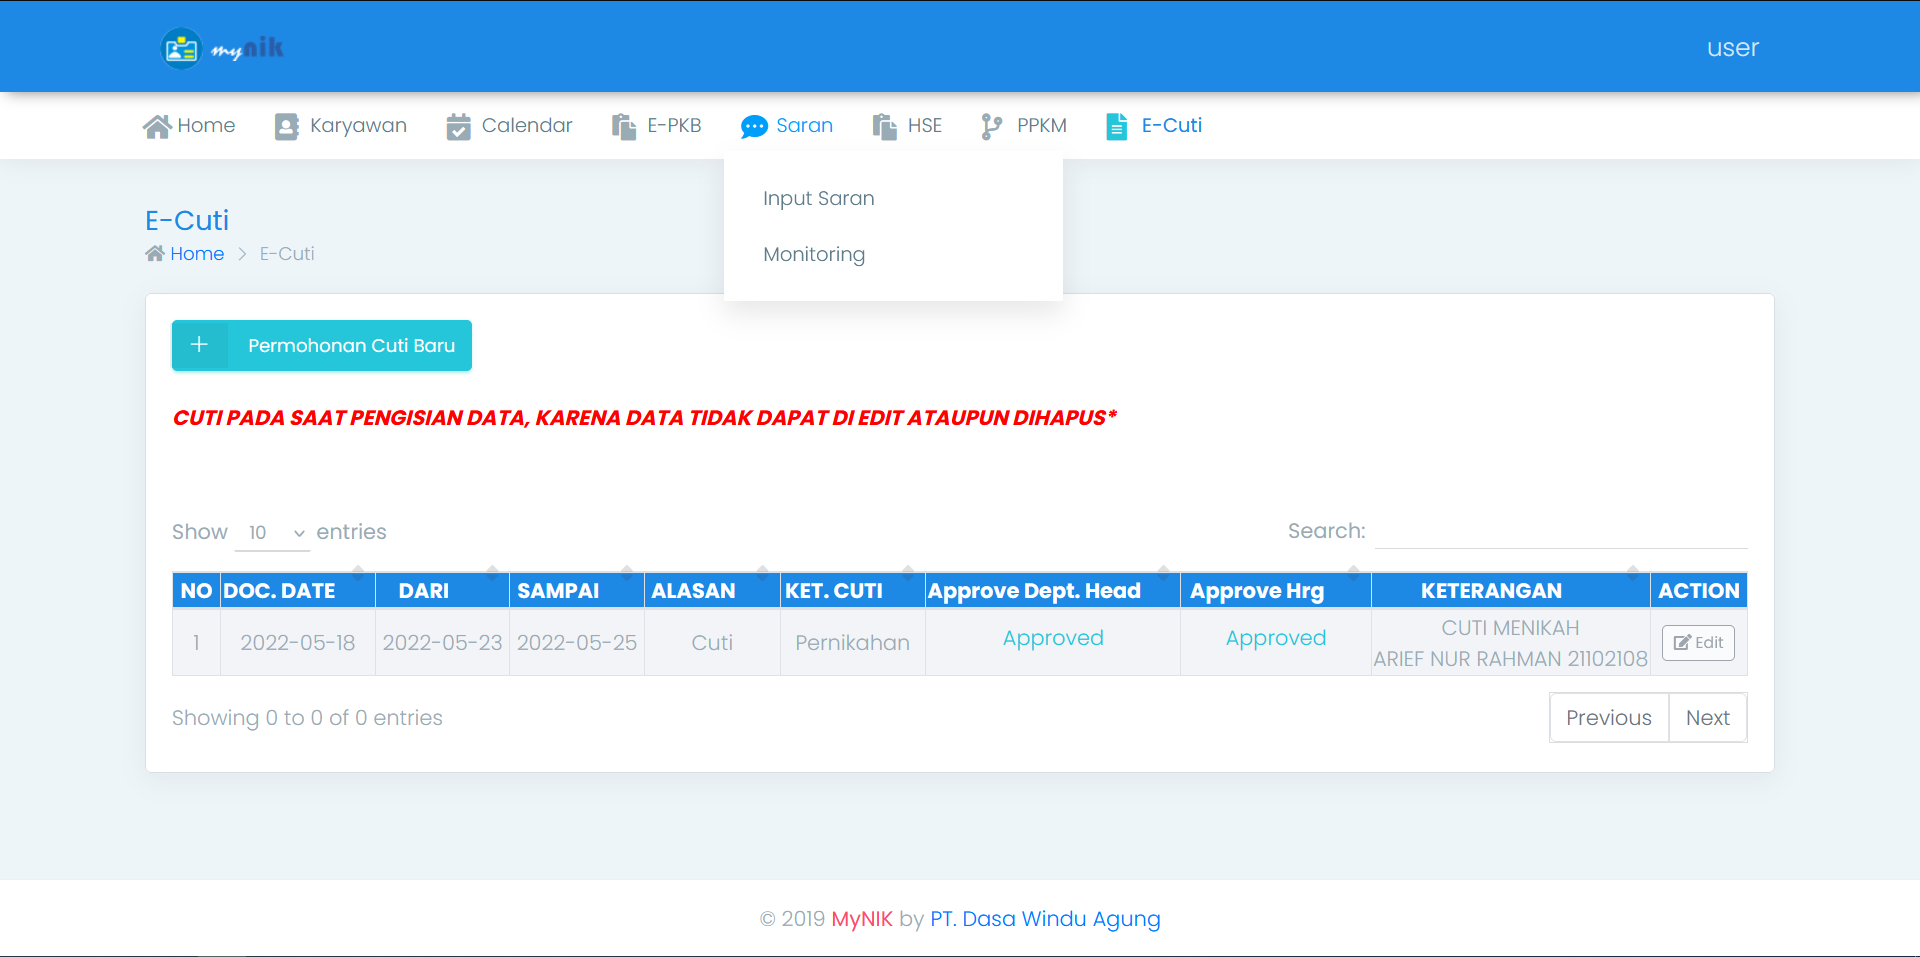 mynik
user
Home Karyawan Calendar E-PKB Saran HSE PPKM E-Cuti
Input Saran
Monitoring
E-Cuti
Home > E-Cuti
+ Permohonan Cuti Baru
CUTI PADA SAAT PENGISIAN DATA, KARENA DATA TIDAK DAPAT DI EDIT ATAUPUN DIHAPUS*
Show 10 entries Search:
NO DOC. DATE DARI SAMPAI ALASAN KET. CUTI Approve Dept. Head Approve Hrg KETERANGAN ACTION
1 2022-05-18 2022-05-23 2022-05-25 Cuti Pernikahan Approved Approved CUTI MENIKAH
ARIEF NUR RAHMAN 21102108 Edit
Showing 0 to 0 of 0 entries Previous Next
© 2019 MyNIK by PT. Dasa Windu Agung